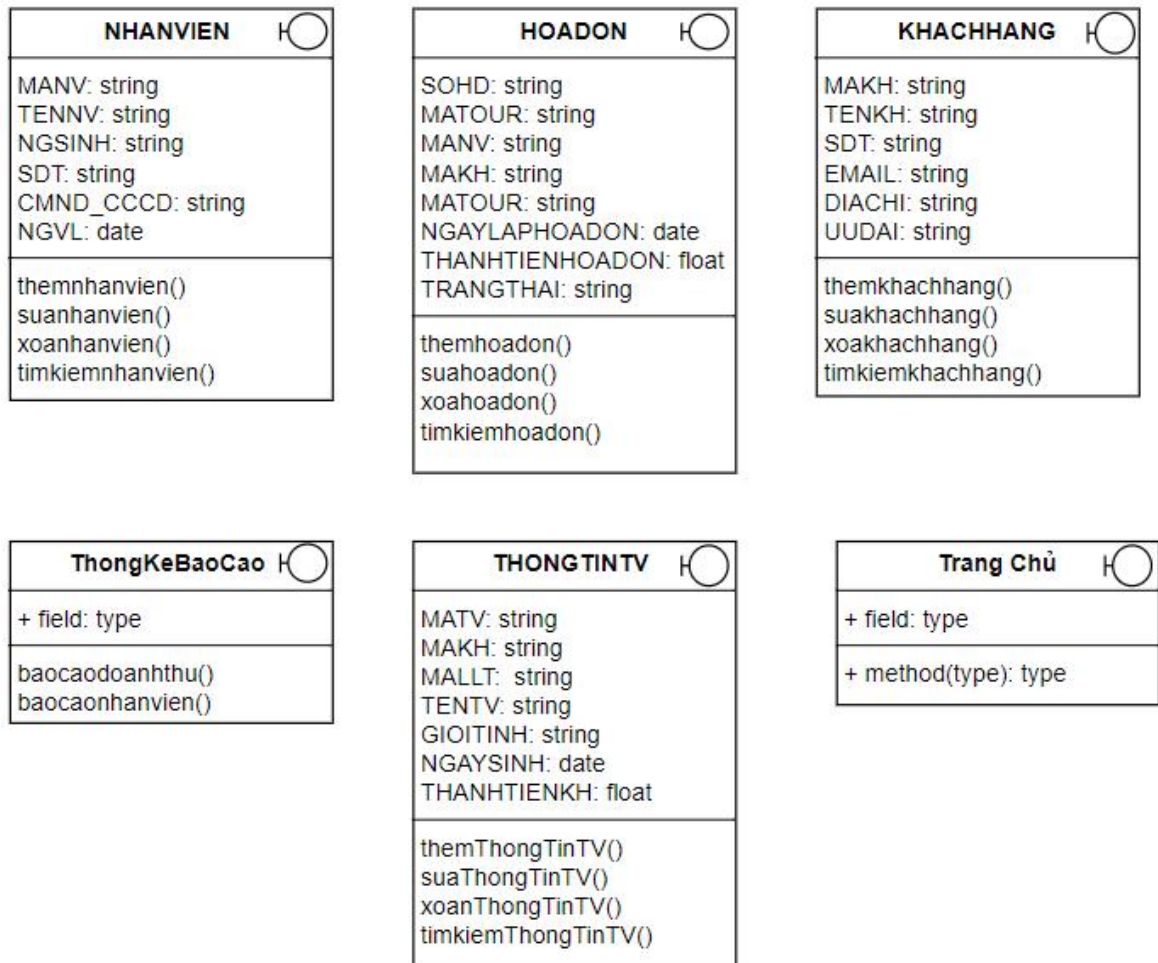 NHANVIEN
MANV: string
TENNV: string
NGSINH: string
SDT: string
CMND_CCCD: string
NGVL: date
themnhanvien()
suanhanvien()
xoanhanvien()
timkiemnhanvien()
HOADON
SOHD: string
MATOUR: string
MANV: string
MAKH: string
MATOUR: string
NGAYLAPHOADON: date
THANHTIENHOADON: float
TRANGTHAI: string
themhoadon()
suahoadon()
xoahoadon()
timkiemhoadon()
KHACHHANG
MAKH: string
TENKH: string
SDT: string
EMAIL: string
DIACHI: string
UUDAI: string
themkhachhang()
suakhachhang()
xoakhachhang()
timkiemkhachhang()
ThongKeBaoCao
+ field: type
baocaodoanhthu()
baocaonhanvien()
THONGTINTV
MATV: string
MAKH: string
MALLT: string
TENTV: string
GIOITINH: string
NGAYSINH: date
THANHTIENKH: float
themThongTinTV()
suaThongTinTV()
xoanThongTinTV()
timkiemThongTinTV()
Trang Chủ
+ field: type
+ method(type): type